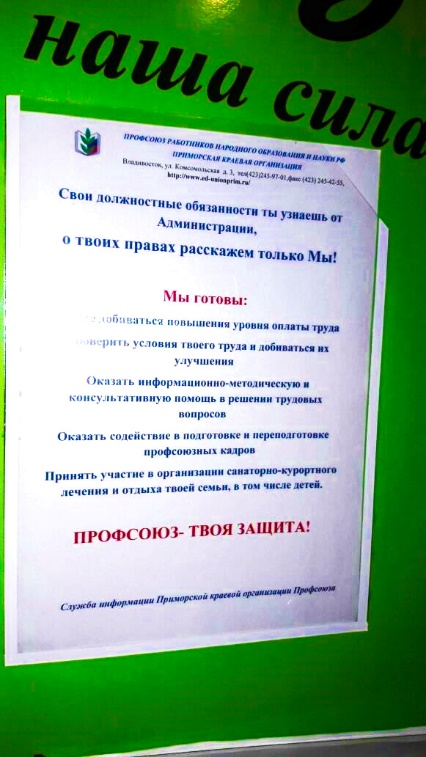 наша сила
ПРОФСОЮЗ РАБОТНИКОВ НАРОДНОГО ОБРАЗОВАНИЯ И НАУКИ РФ
ПРИМОРСКАЯ КРАЕВАЯ ОРГАНИЗАЦИЯ
Владивосток, ул. Комсомольская д. 3, тел(423)245-97-01,факс (423) 245-42-55,
http://www.ed-unionprim.ru/
Свои должностные обязанности ты узнаешь от
Администрации,
о твоих правах расскажем только Мы!
Мы готовы:
добиваться повышения уровня оплаты труда
условия твоего труда и добиваться их
улучшения
Оказать информационно-методическую и
консультативную помощь в решении трудовых
вопросов
Оказать содействие в подготовке и переподготовке
профсоюзных кадров
Принять участие в организации санаторно-курортного
лечения и отдыха твоей семьи, в том числе детей.
ПРОФСОЮЗ- ТВОЯ ЗАЩИТА!
Служба информации Приморской краевой организации Профсоюза